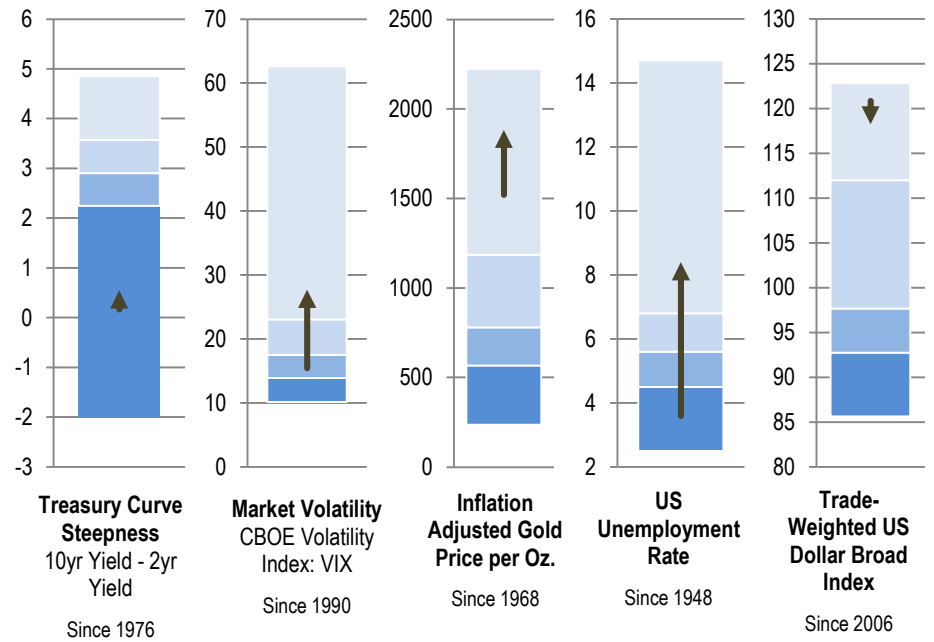 6
5
4
3
2
1
0
-1
-2
-3
70
60
50
40
30
20
10
0
2500
2000
1500
1000
500
0
16
14
12
10
8
6
4
2
130
125
120
115
110
105
100
95
90
85
80
Treasury Curve
Steepness
10yr Yield - 2yr
Yield
Since 1976
Market Volatility
CBOE Volatility
Index: VIX
Since 1990
Inflation
Adjusted Gold
Price per Oz.
Since 1968
US
Unemployment
Rate
Since 1948
Trade-
Weighted US
Dollar Broad
Index
Since 2006